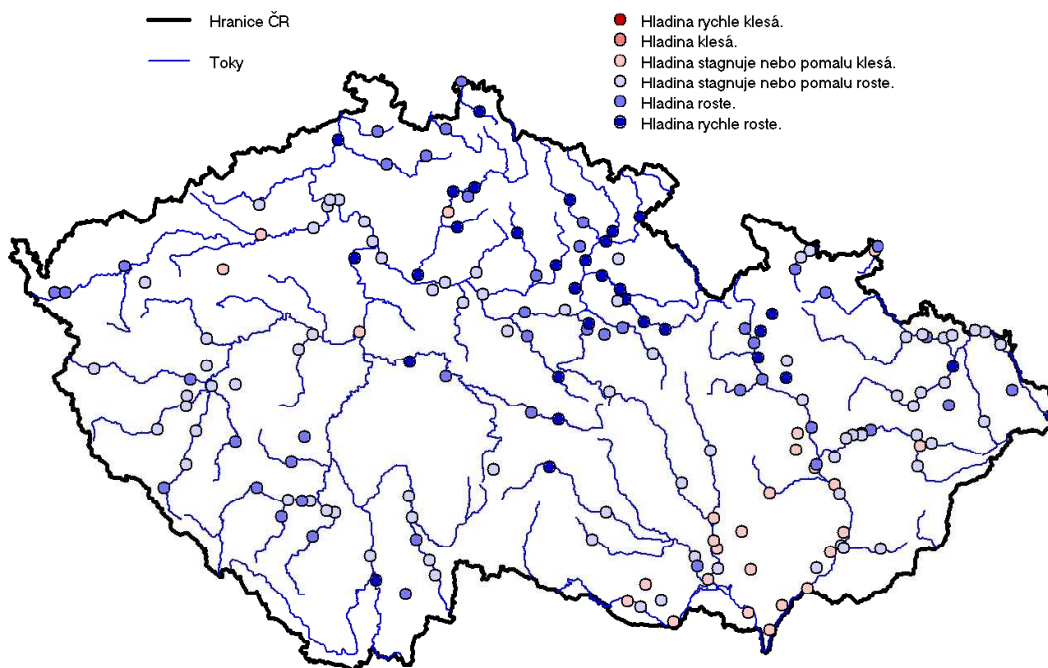 Hranice ČR
Toky
Hladina rychle klesá.
Hladina klesá.
Hladina stagnuje nebo pomalu klesá.
Hladina stagnuje nebo pomalu roste.
Hladina roste.
Hladina rychle roste.